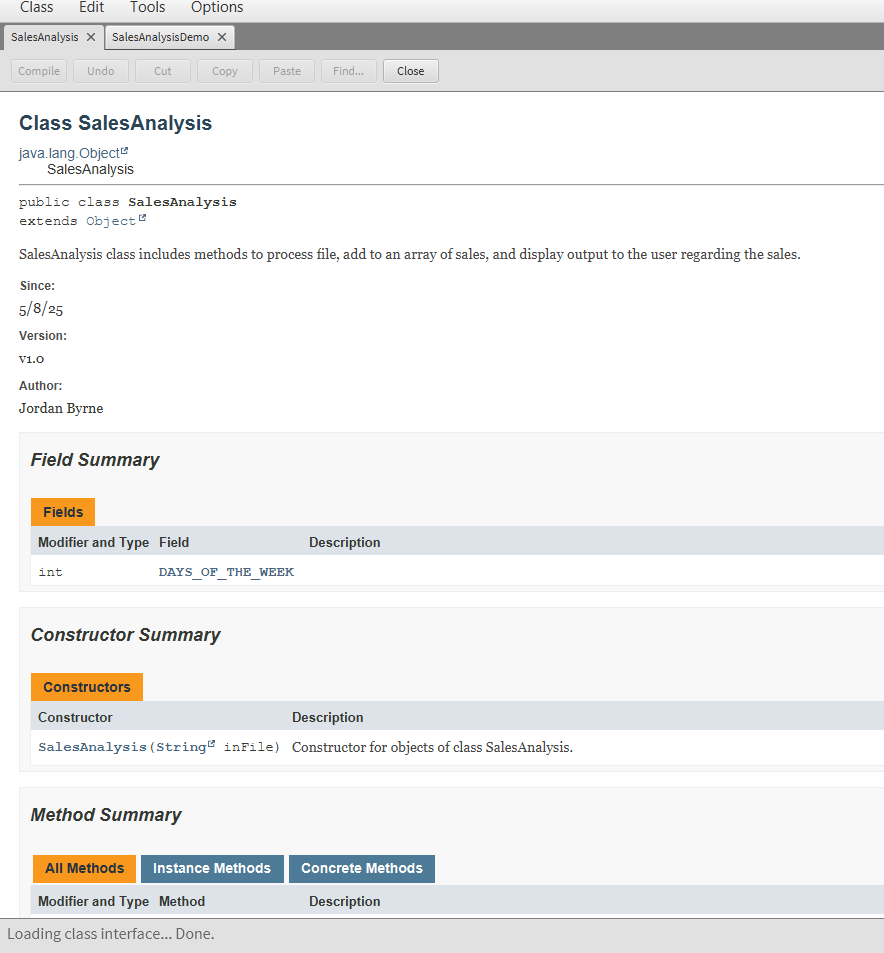 Class Edit Tools Options
SalesAnalysis ✕ SalesAnalysisDemo ✕
Compile Undo Cut Copy Paste Find... Close
Class SalesAnalysis
java.lang.Object
SalesAnalysis
public class SalesAnalysis
extends Object
SalesAnalysis class includes methods to process file, add to an array of sales, and display output to the user regarding the sales.
Since:
5/8/25
Version:
v1.0
Author:
Jordan Byrne
Field Summary
Fields
Modifier and Type Field Description
int DAYS_OF_THE_WEEK
Constructor Summary
Constructors
Constructor Description
SalesAnalysis(String inFile) Constructor for objects of class SalesAnalysis.
Method Summary
All Methods Instance Methods Concrete Methods
Modifier and Type Method Description
Loading class interface... Done.